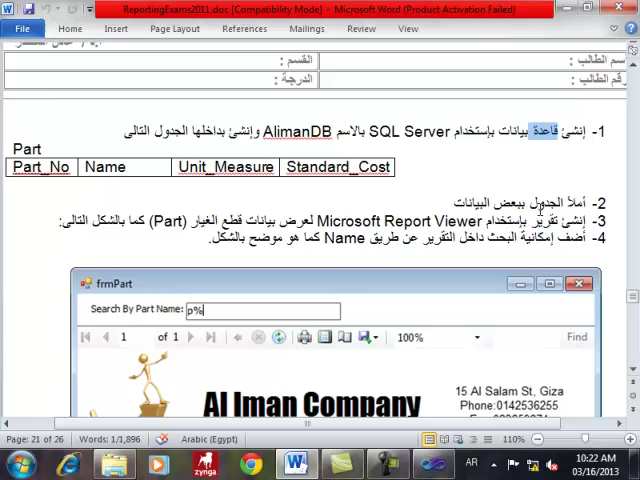 ReportingExams2011.doc [Compatibility Mode] - Microsoft Word (Product Activation Failed)
File Home Insert Page Layout References Mailings Review View
سم الطالب : القسم :
رقم الطالب : الدرجة :
1- إنشئ قاعدة بيانات بإستخدام SQL Server بالاسم AlimanDB وإنشئ بداخلها الجدول التالى
Part
Part_No Name Unit_Measure Standard_Cost
2- أملأ الجدول ببعض البيانات
3- إنشئ تقرير بإستخدام Microsoft Report Viewer لعرض بيانات قطع الغيار (Part) كما بالشكل التالى:
4- أضف إمكانية البحث داخل التقرير عن طريق Name كما هو موضح بالشكل.
frmPart
Search By Part Name: p%
1 of 1 100% Find
Al Iman Company
15 Al Salam St, Giza
Phone:0142536255
Page: 21 of 26 Words: 1/1,896 Arabic (Egypt) 110%
zynga
AR 10:22 AM
03/16/2013